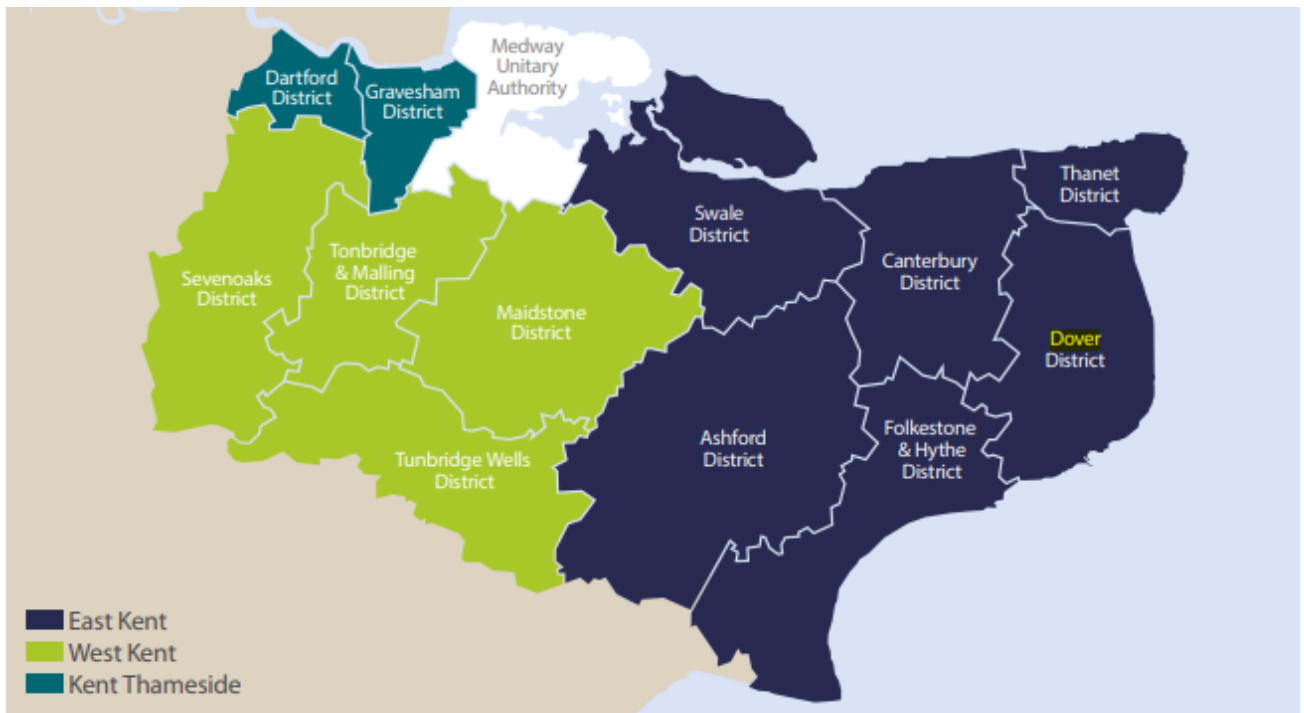 Medway
Unitary
Authority
Dartford
District
Gravesham
District
Thanet
District
Swale
District
Tonbridge
& Malling
District
Canterbury
District
Sevenoaks
District
Maidstone
District
Dover
District
Ashford
District
Folkestone
& Hythe
District
Tunbridge Wells
District
East Kent
West Kent
Kent Thameside